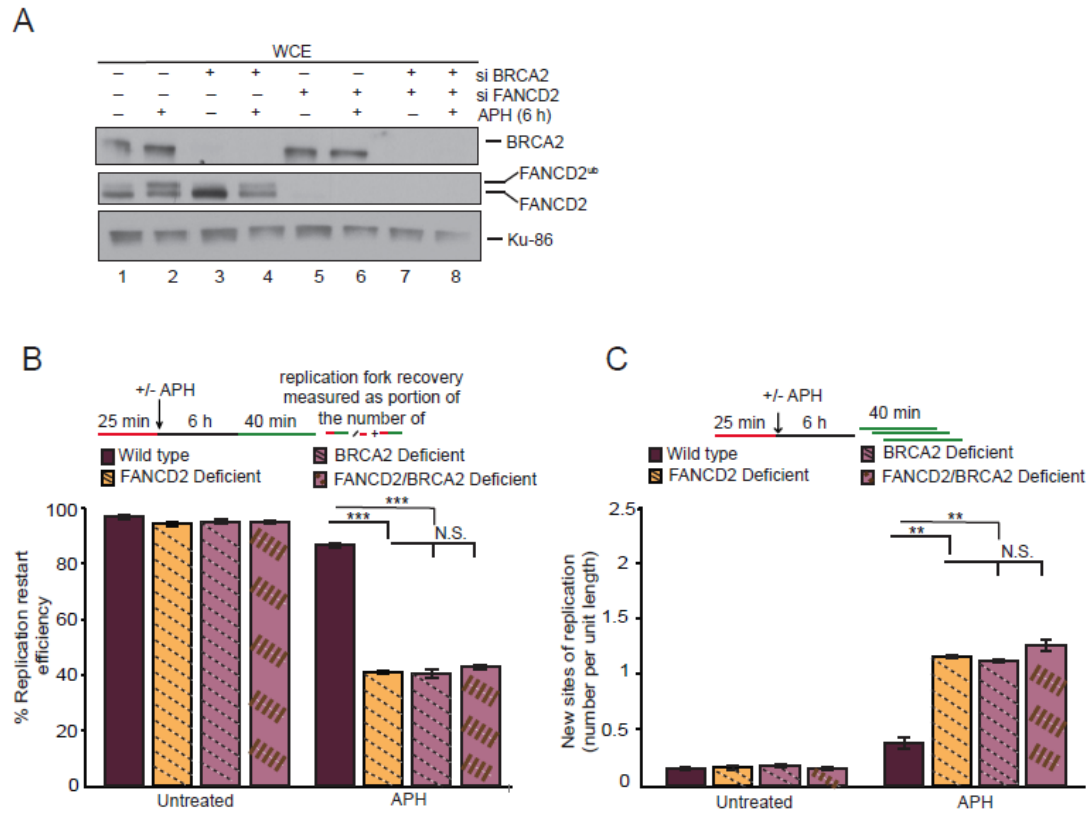 A
WCE
– – + + – – + + si BRCA2
– – – – + + + + si FANCD2
– + – + – + – + APH (6 h)
BRCA2
FANCD2ub
FANCD2
Ku-86
1 2 3 4 5 6 7 8
B
+/- APH
25 min 6 h 40 min
replication fork recovery
measured as portion of
the number of
/ +
Wild type
FANCD2 Deficient
BRCA2 Deficient
FANCD2/BRCA2 Deficient
% Replication restart
efficiency
100
80
60
40
20
0
***
***
N.S.
Untreated
APH
C
+/- APH
25 min 6 h
40 min
Wild type
FANCD2 Deficient
BRCA2 Deficient
FANCD2/BRCA2 Deficient
New sites of replication
(number per unit length)
2.5
2
1.5
1
0.5
0
**
**
N.S.
Untreated
APH